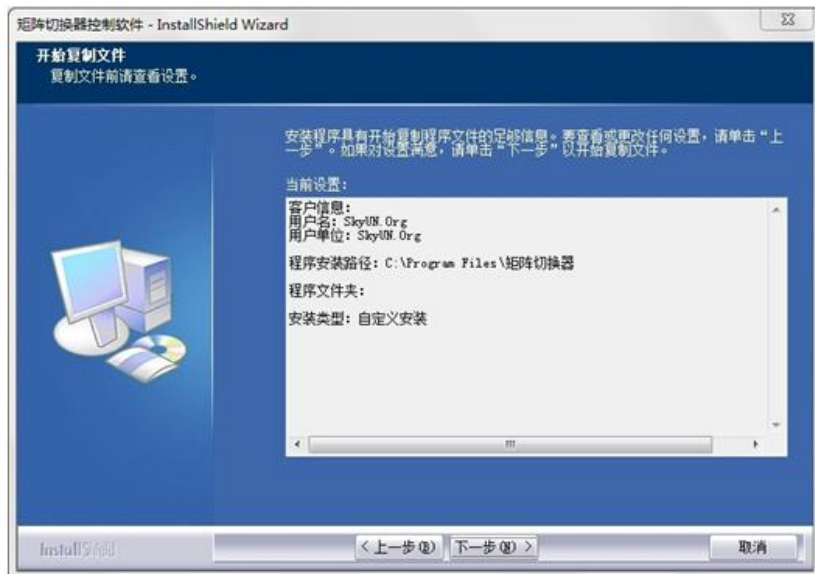 矩阵切换器控制软件 - InstallShield Wizard
开始复制文件
复制文件前请查看设置。
安装程序具有开始复制程序文件的足够信息。要查看或更改任何设置，请单击“上
一步”。如果对设置满意，请单击“下一步”以开始复制文件。
当前设置：
客户信息：
用户名: SkyUN.Org
用户单位: SkyUN.Org
程序安装路径: C:\Program Files\矩阵切换器
程序文件夹:
安装类型: 自定义安装
InstallShield
< 上一步(B) 下一步(N) > 取消